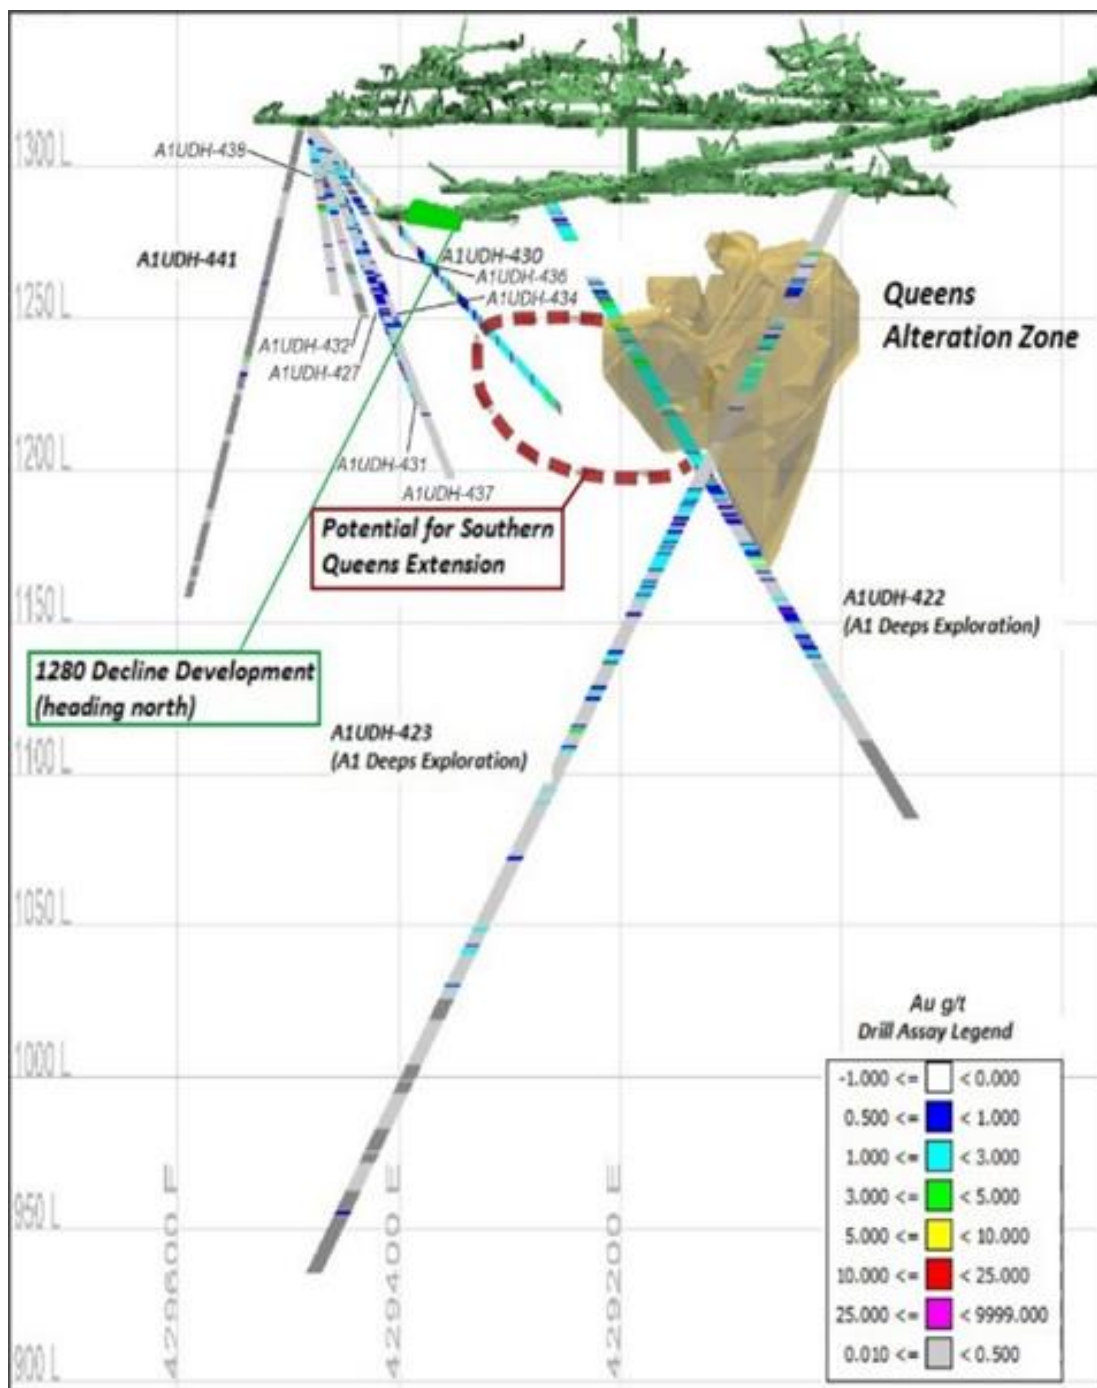 1300 L
A1UDH-438
A1UDH-441
A1UDH-430
A1UDH-436
A1UDH-434
1250 L
A1UDH-432
A1UDH-427
Queens
Alteration Zone
1200 L
A1UDH-431
A1UDH-437
Potential for Southern
Queens Extension
1150 L
A1UDH-422
(A1 Deeps Exploration)
1280 Decline Development
(heading north)
A1UDH-423
(A1 Deeps Exploration)
1100 L
1050 L
1000 L
950 L
900 L
429600 E
429400 E
429200 E
Au g/t
Drill Assay Legend
-1.000 <= < 0.000
0.500 <= < 1.000
1.000 <= < 3.000
3.000 <= < 5.000
5.000 <= < 10.000
10.000 <= < 25.000
25.000 <= < 9999.000
0.010 <= < 0.500